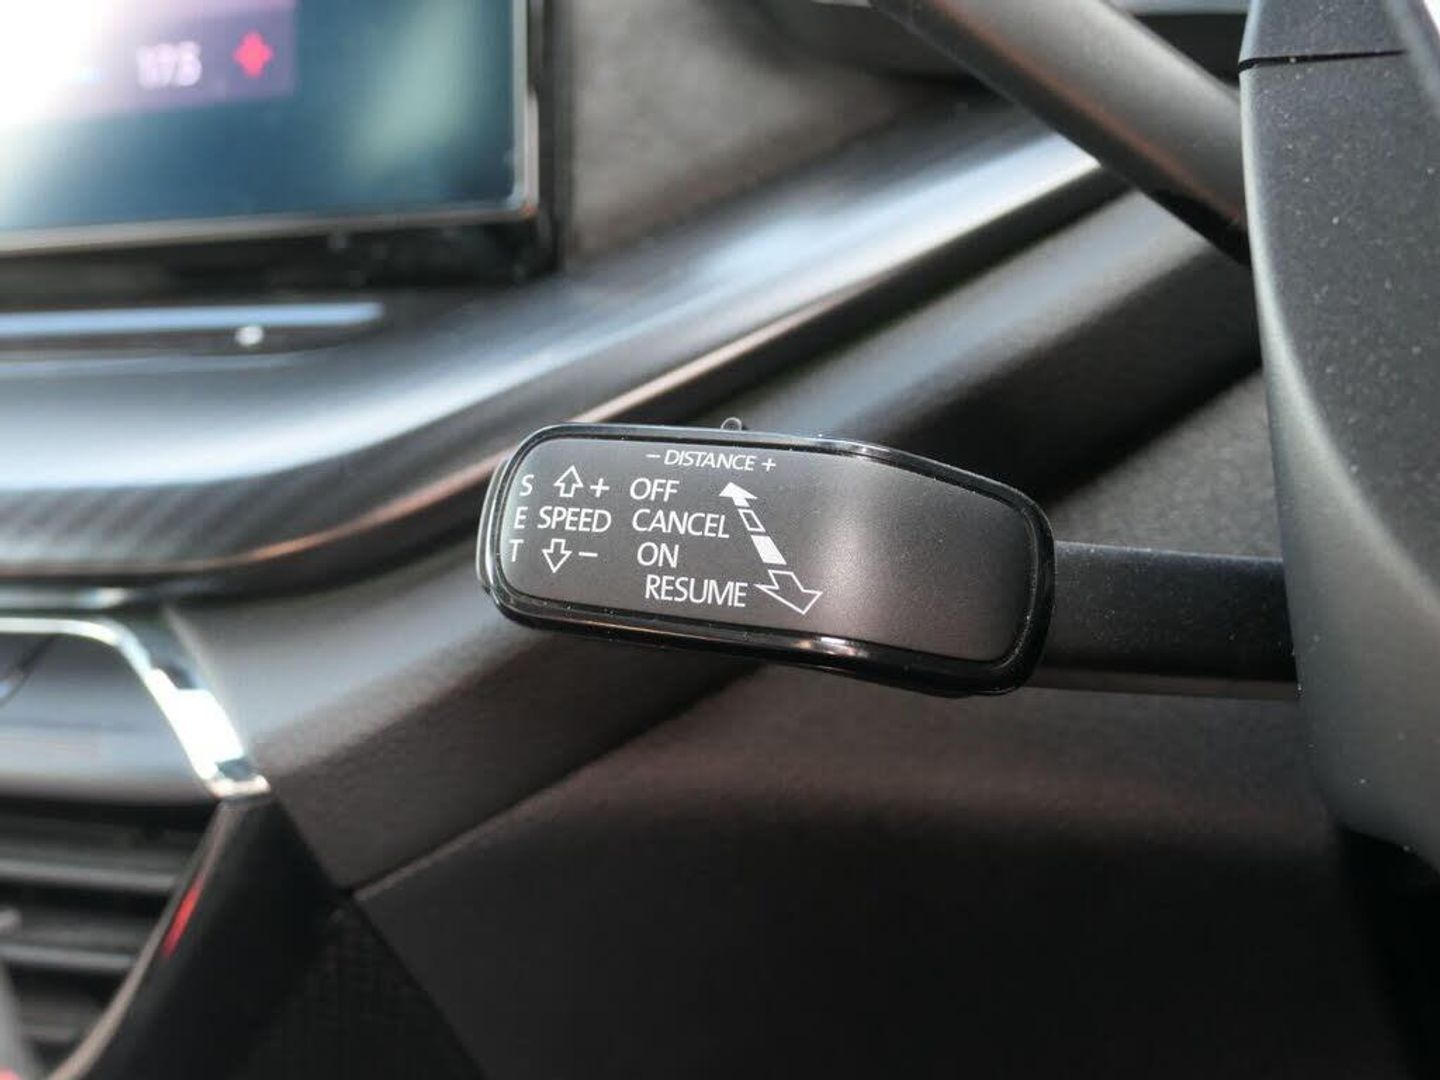 – DISTANCE +
S + OFF
E SPEED CANCEL
T – ON
RESUME